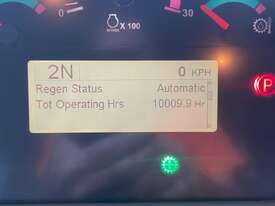 0
X 100
30
2N 0 KPH
Regen Status Automatic
Tot Operating Hrs 10009.9 Hr
P